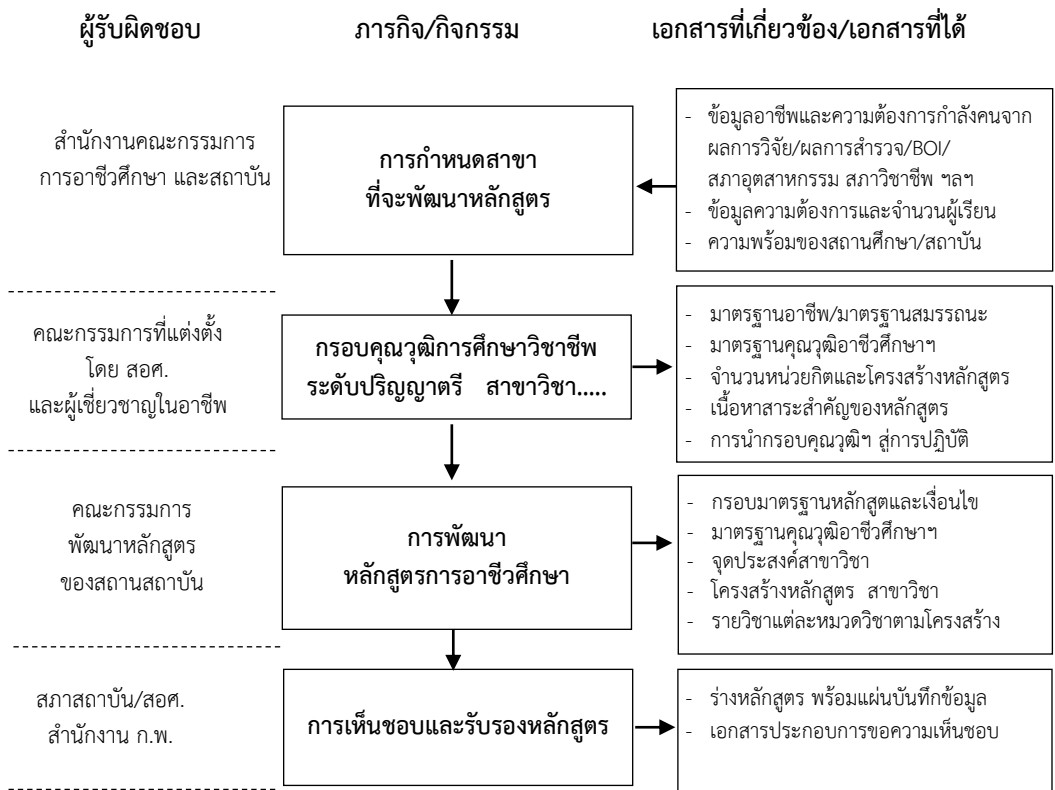 ผู้รับผิดชอบ ภารกิจ/กิจกรรม เอกสารที่เกี่ยวข้อง/เอกสารที่ได้
สำนักงานคณะกรรมการ
การอาชีวศึกษา และสถาบัน
การกำหนดสาขา
ที่จะพัฒนาหลักสูตร
- ข้อมูลอาชีพและความต้องการกำลังคนจาก
ผลการวิจัย/ผลการสำรวจ/BOI/
สภาอุตสาหกรรม สภาวิชาชีพ ฯลฯ
- ข้อมูลความต้องการและจำนวนผู้เรียน
- ความพร้อมของสถานศึกษา/สถาบัน
คณะกรรมการที่แต่งตั้ง
โดย สอศ.
และผู้เชี่ยวชาญในอาชีพ
กรอบคุณวุฒิการศึกษาวิชาชีพ
ระดับปริญญาตรี สาขาวิชา.....
- มาตรฐานอาชีพ/มาตรฐานสมรรถนะ
- มาตรฐานคุณวุฒิอาชีวศึกษาฯ
- จำนวนหน่วยกิตและโครงสร้างหลักสูตร
- เนื้อหาสาระสำคัญของหลักสูตร
- การนำกรอบคุณวุฒิฯ สู่การปฏิบัติ
คณะกรรมการ
พัฒนาหลักสูตร
ของสถานสถาบัน
การพัฒนา
หลักสูตรการอาชีวศึกษา
- กรอบมาตรฐานหลักสูตและเงื่อนไข
- มาตรฐานคุณวุฒิอาชีวศึกษาฯ
- จุดประสงค์สาขาวิชา
- โครงสร้างหลักสูตร สาขาวิชา
- รายวิชาแต่ละหมวดวิชาตามโครงสร้าง
สภาสถาบัน/สอศ.
สำนักงาน ก.พ.
การเห็นชอบและรับรองหลักสูตร
- ร่างหลักสูตร พร้อมแผ่นบันทึกข้อมูล
- เอกสารประกอบการขอความเห็นชอบ